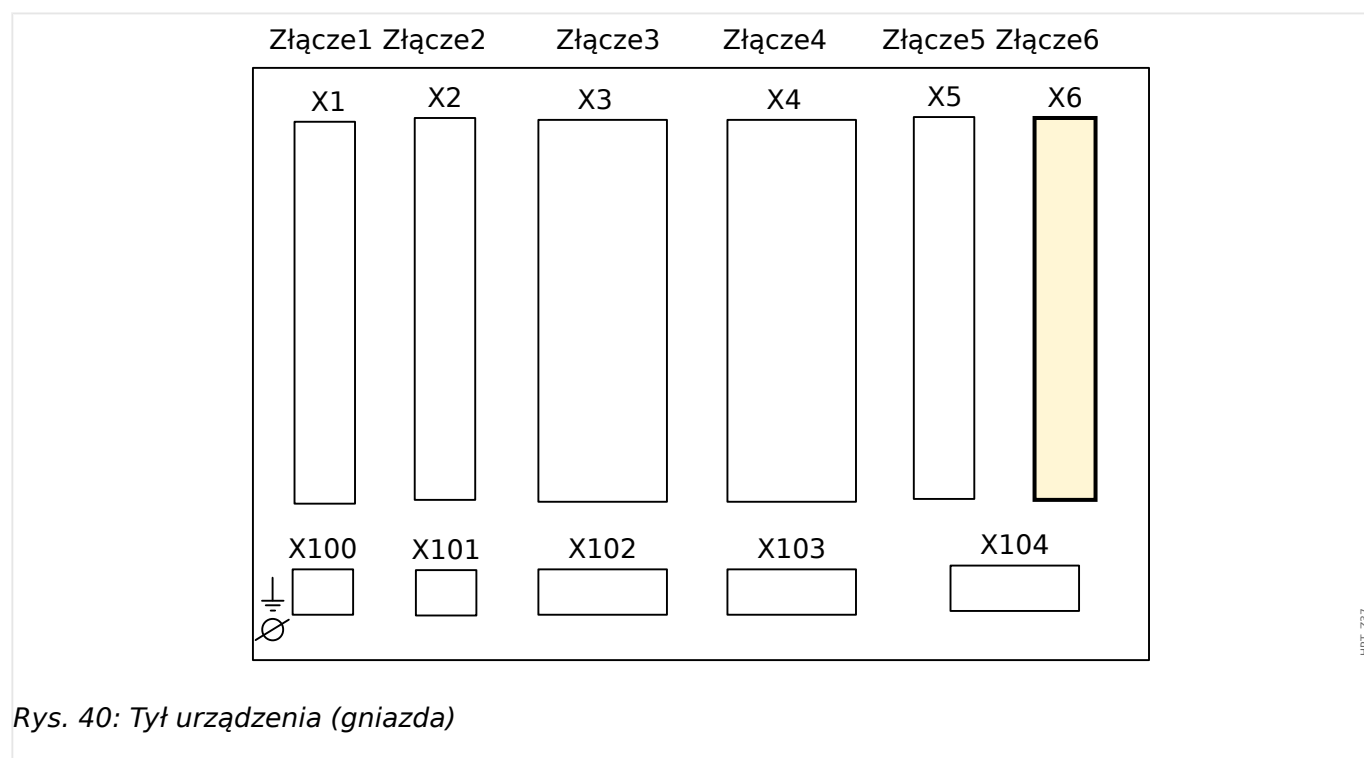 Złącze1 Złącze2 Złącze3 Złącze4 Złącze5 Złącze6
X1 X2 X3 X4 X5 X6
X100 X101 X102 X103 X104
Rys. 40: Tył urządzenia (gniazda)